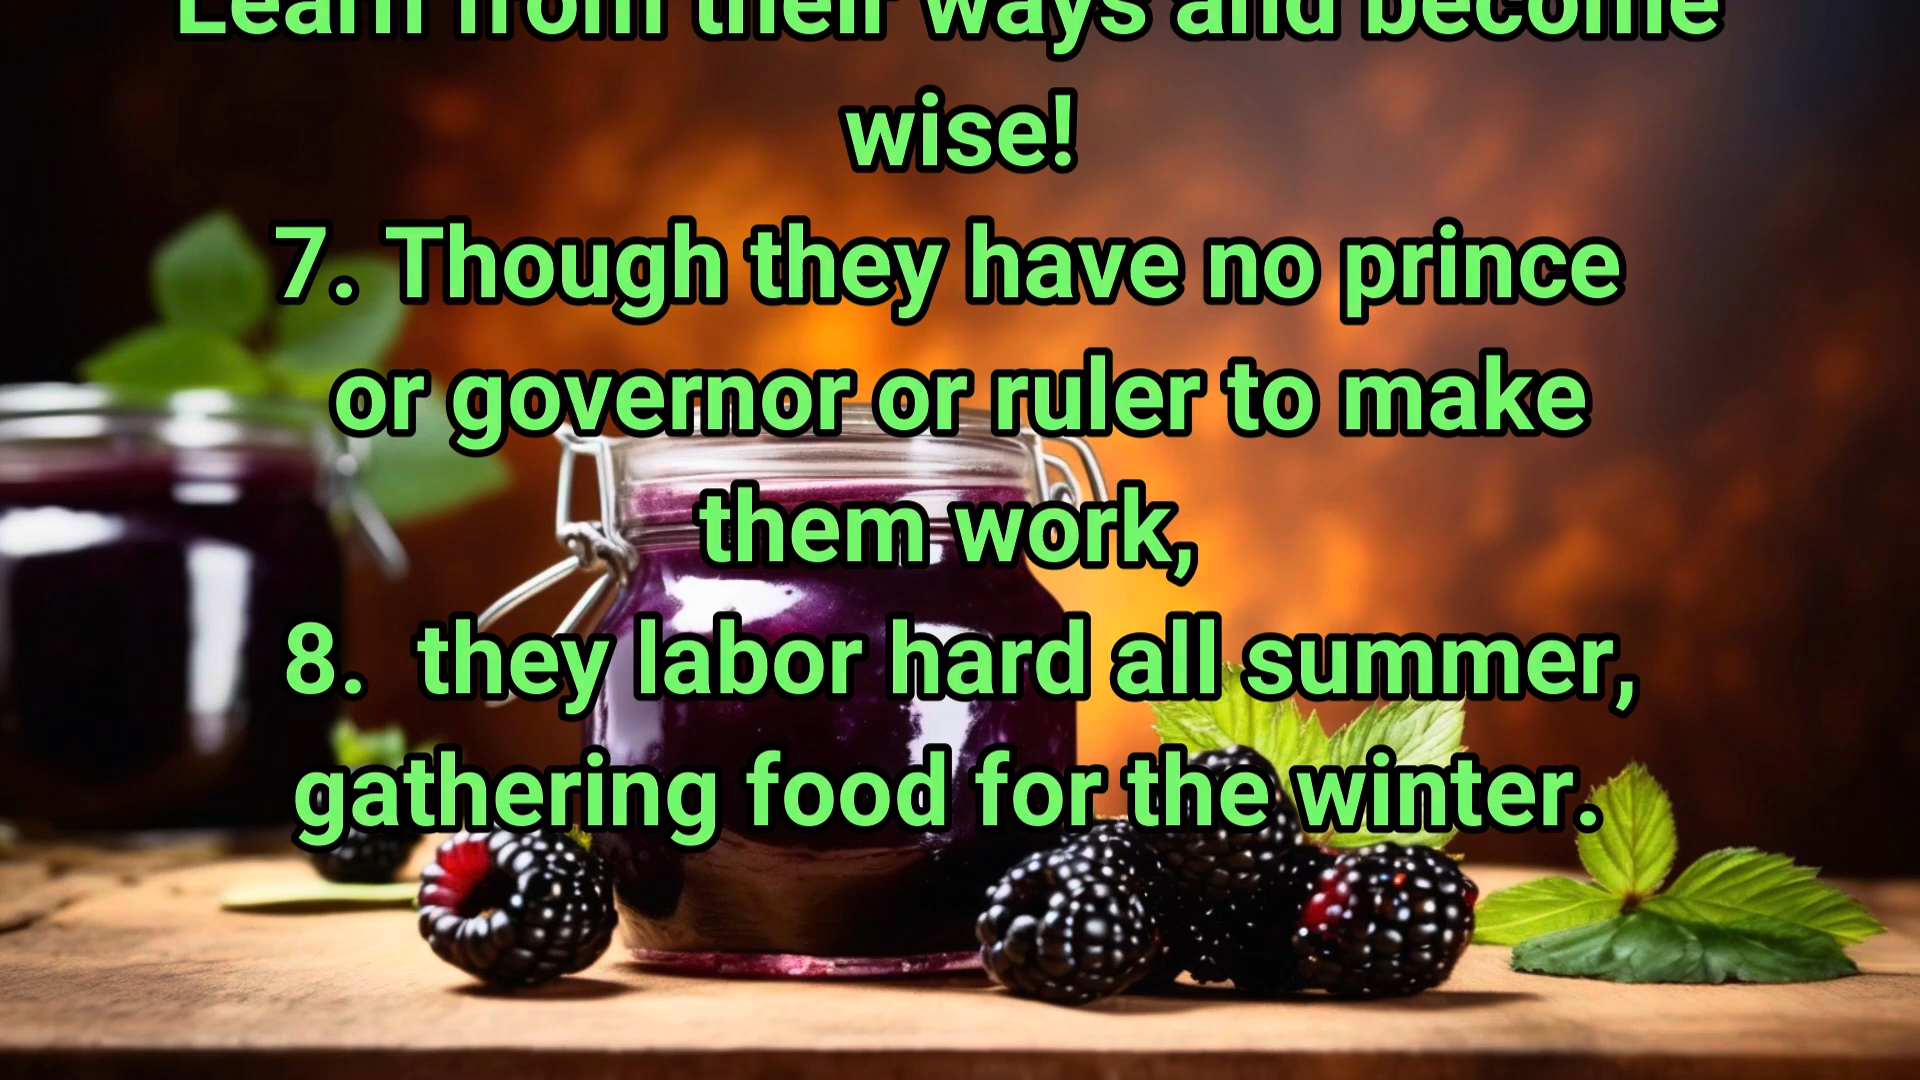 Learn from their ways and become
wise!
7. Though they have no prince
or governor or ruler to make
them work,
8. they labor hard all summer,
gathering food for the winter.